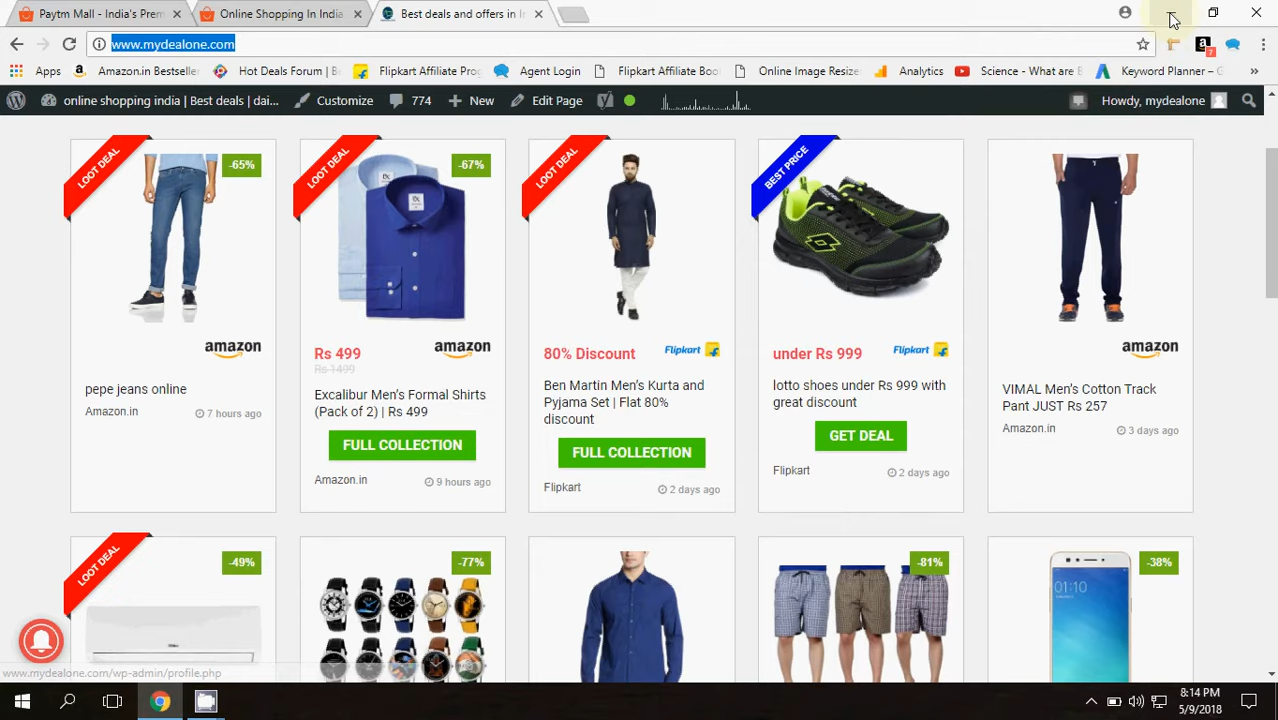 Paytm Mall - India's Prem
Online Shopping In India
Best deals and offers in In
www.mydealone.com
7
Apps
Amazon.in Bestselle
Hot Deals Forum | B
Flipkart Affiliate Prog
Agent Login
Flipkart Affiliate Boo
Online Image Resize
Analytics
Science - What are B
Keyword Planner – G
»
online shopping india | Best deals | dai...
Customize
774
New
Edit Page
Howdy, mydealone
LOOT DEAL
-65%
LOOT DEAL
-67%
LOOT DEAL
BEST PRICE
amazon
Rs 499
amazon
80% Discount
Flipkart
under Rs 999
Flipkart
amazon
Rs 1499
pepe jeans online
Amazon.in
7 hours ago
Excalibur Men's Formal Shirts
(Pack of 2) | Rs 499
FULL COLLECTION
Amazon.in
9 hours ago
Ben Martin Men's Kurta and
Pyjama Set | Flat 80%
discount
FULL COLLECTION
Flipkart
2 days ago
lotto shoes under Rs 999 with
great discount
GET DEAL
Flipkart
2 days ago
VIMAL Men's Cotton Track
Pant JUST Rs 257
Amazon.in
3 days ago
LOOT DEAL
-49%
-77%
-81%
-38%
01:10
www.mydealone.com/wp-admin/profile.php
8:14 PM
5/9/2018